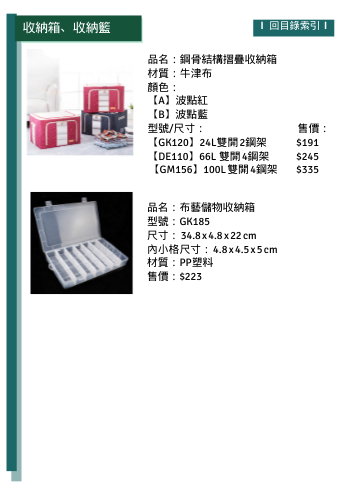 收納箱、收納籃
回目錄索引
品名：鋼骨結構摺疊收納箱
材質：牛津布
顏色：
【A】波點紅
【B】波點藍
型號/尺寸： 售價：
【GK120】24L雙開2鋼架 $191
【DE110】66L 雙開4鋼架 $245
【GM156】100L雙開4鋼架 $335
品名：布藝儲物收納箱
型號：GK185
尺寸：34.8x4.8x22cm
內小格尺寸：4.8x4.5x5cm
材質：PP塑料
售價：$223